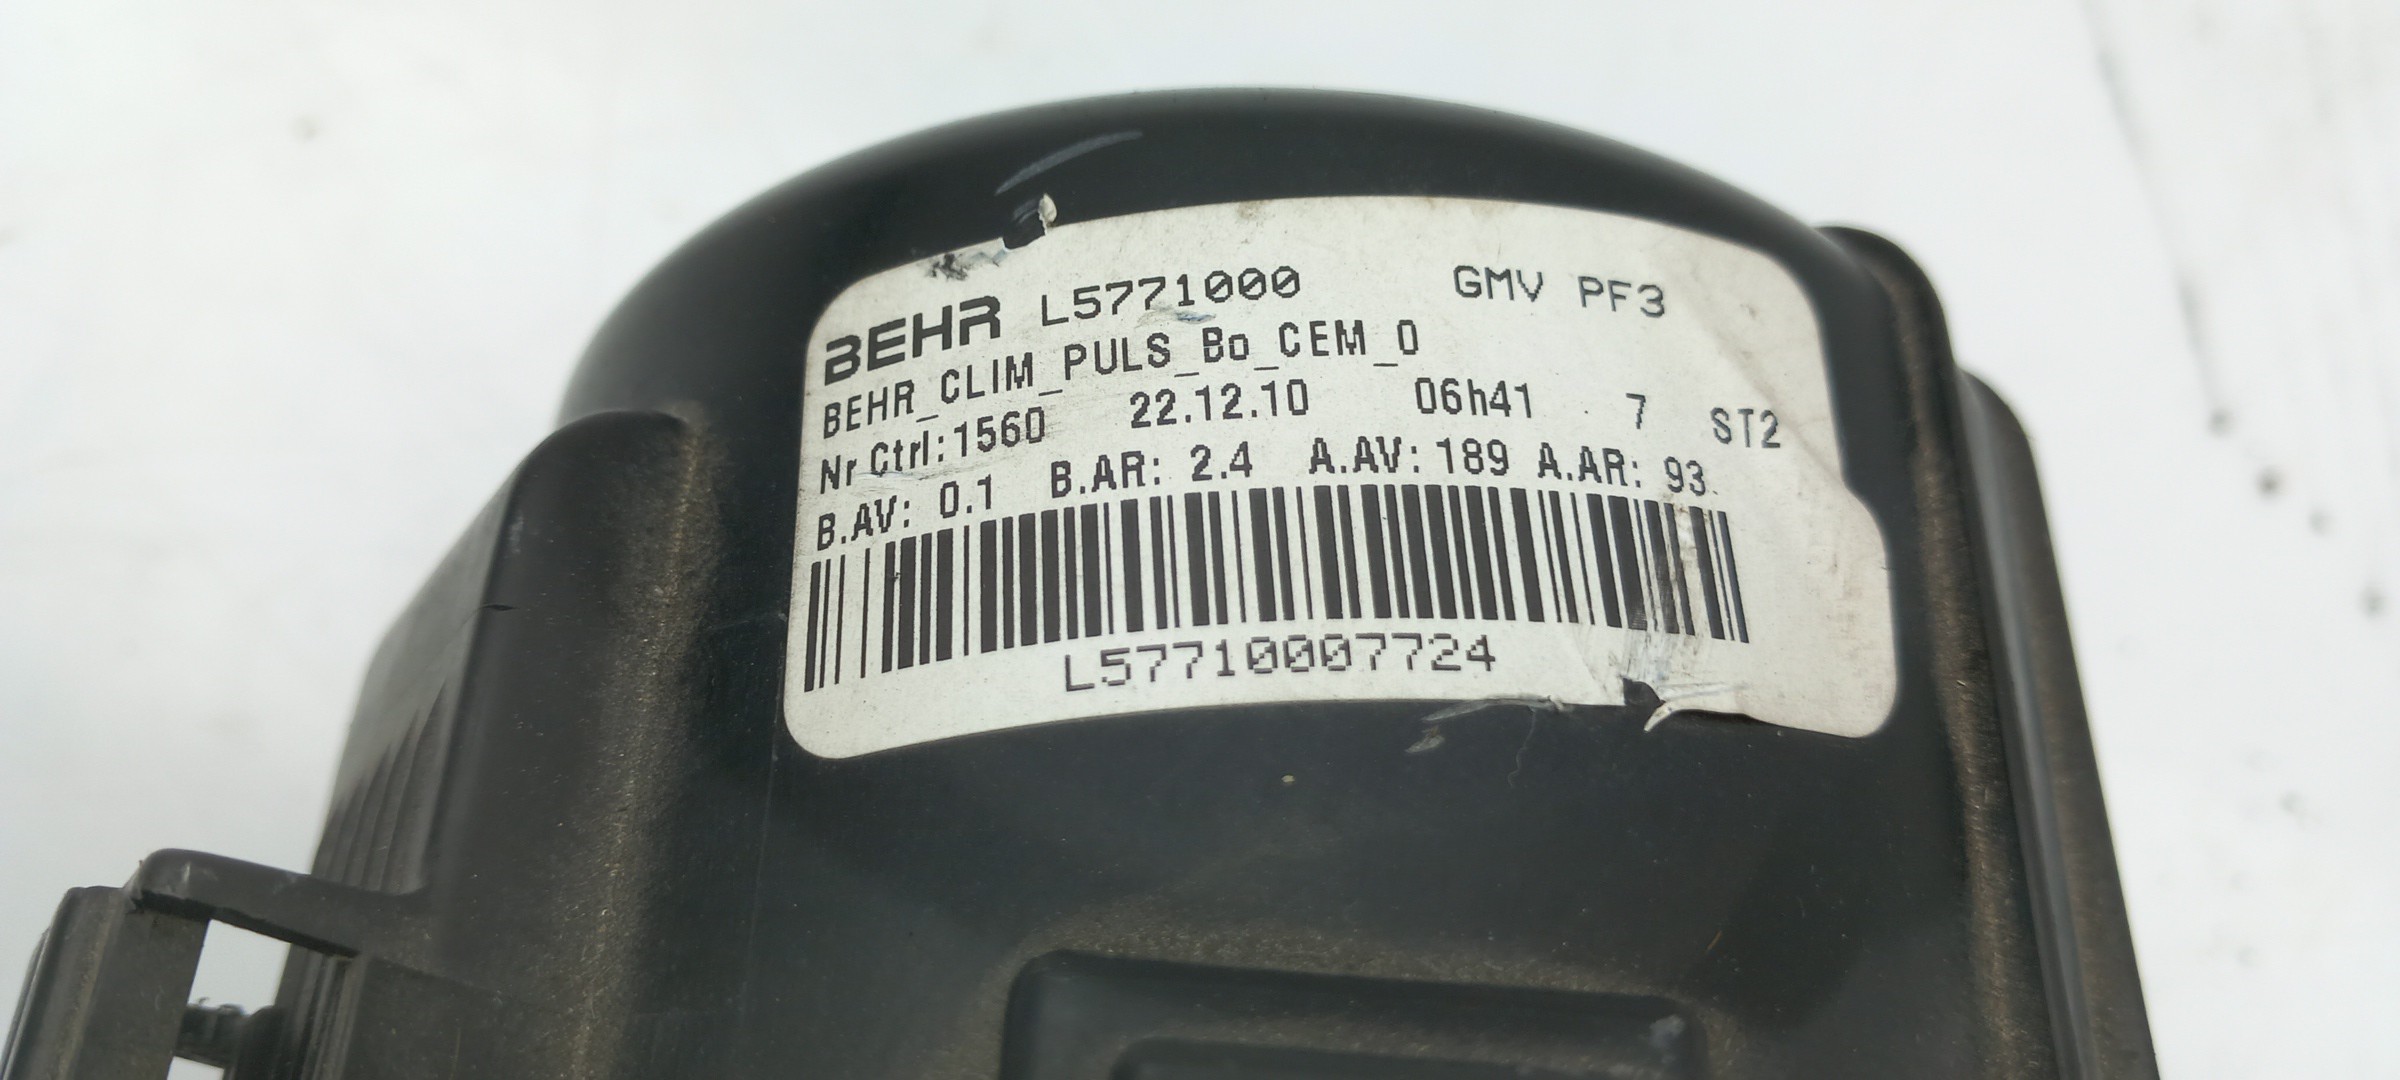 BEHR L5771000 GMV PF3
BEHR_CLIM_PULS_Bo_CEM_0
Nr Ctrl:1560 22.12.10 06h41 7 ST2
B.AV: 0.1 B.AR: 2.4 A.AV: 189 A.AR: 93
L57710007724